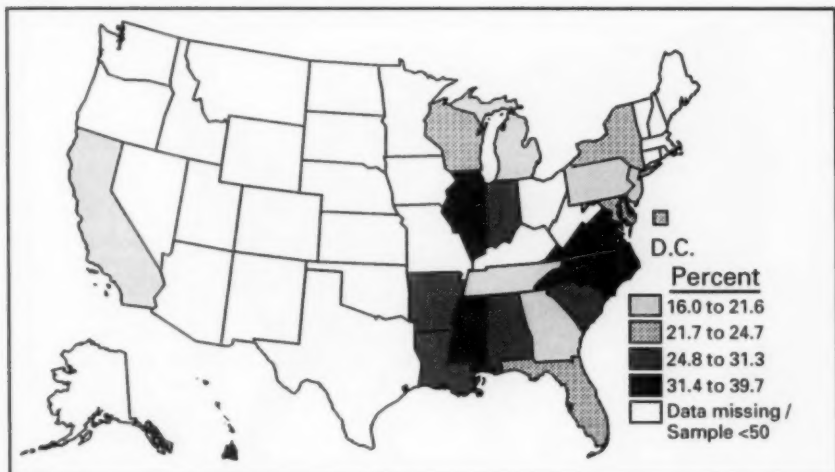 D.C.
Percent
16.0 to 21.6
21.7 to 24.7
24.8 to 31.3
31.4 to 39.7
Data missing /
Sample <50